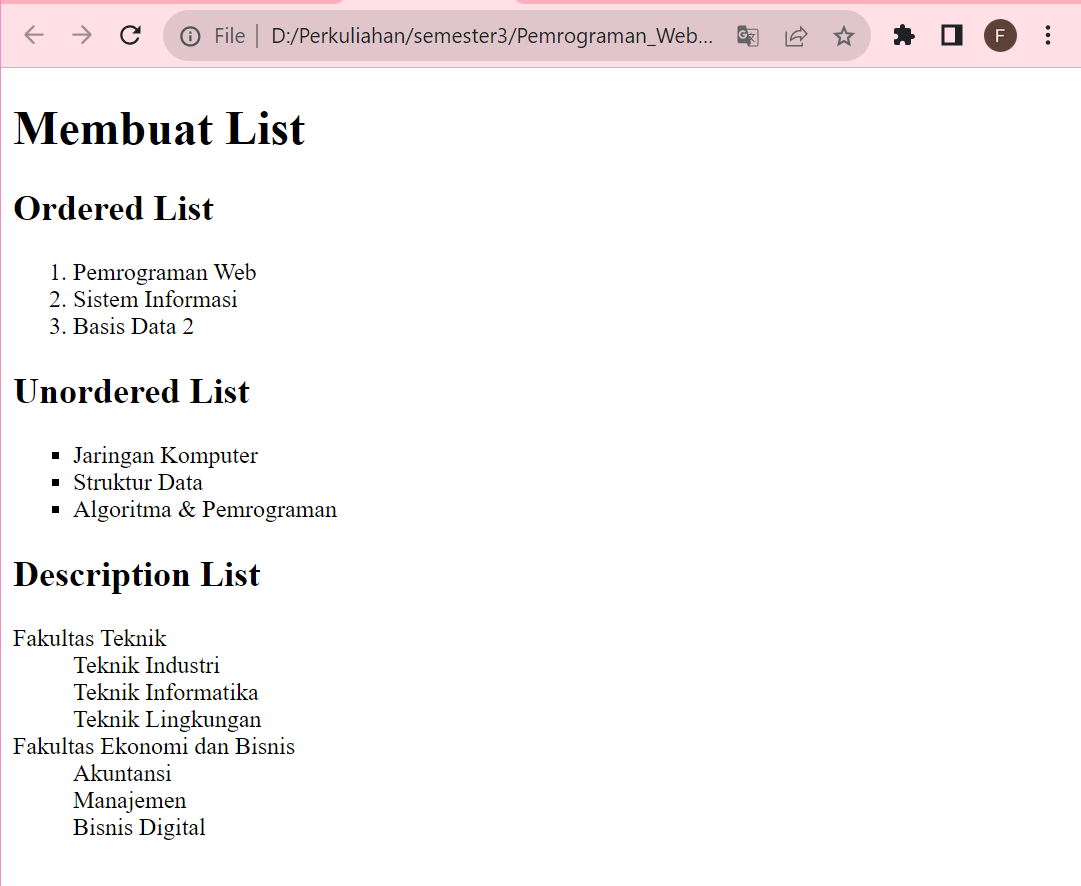 File | D:/Perkuliahan/semester3/Pemrograman_Web...
F
Membuat List
Ordered List
1. Pemrograman Web
2. Sistem Informasi
3. Basis Data 2
Unordered List
▪ Jaringan Komputer
▪ Struktur Data
▪ Algoritma & Pemrograman
Description List
Fakultas Teknik
Teknik Industri
Teknik Informatika
Teknik Lingkungan
Fakultas Ekonomi dan Bisnis
Akuntansi
Manajemen
Bisnis Digital